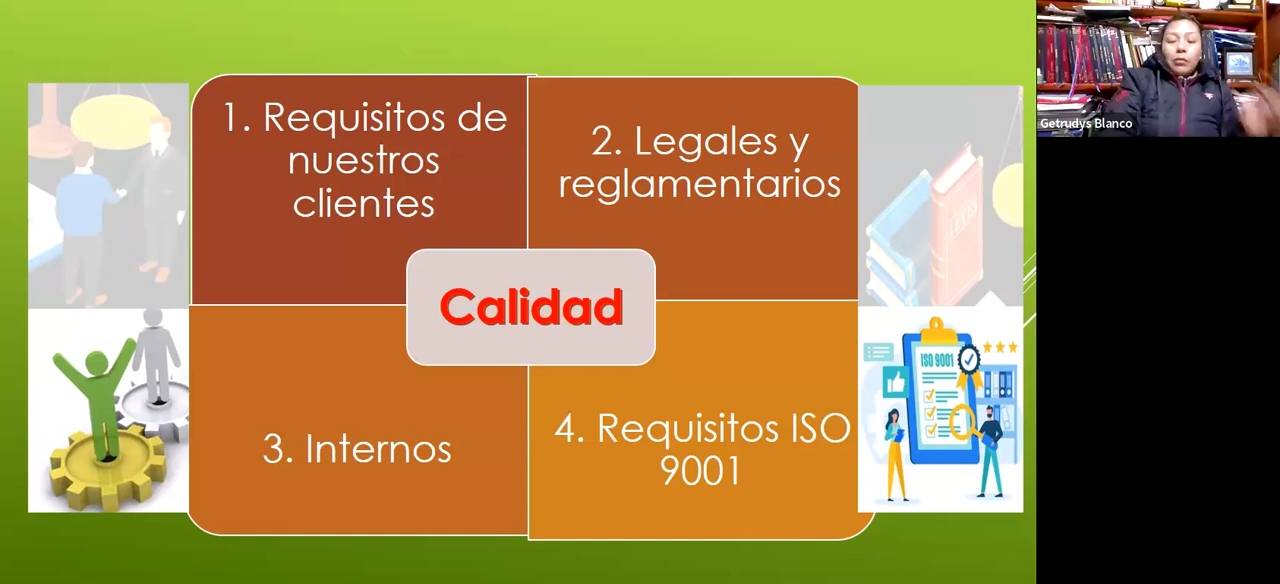 1. Requisitos de
nuestros
clientes
2. Legales y
reglamentarios
Calidad
3. Internos
4. Requisitos ISO
9001
LEYES
ISO 9001
Getrudys Blanco